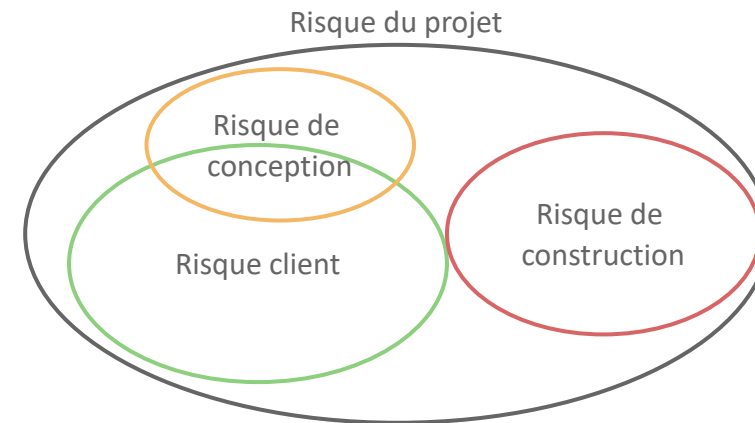 Risque du projet
Risque de
conception
Risque client
Risque de
construction